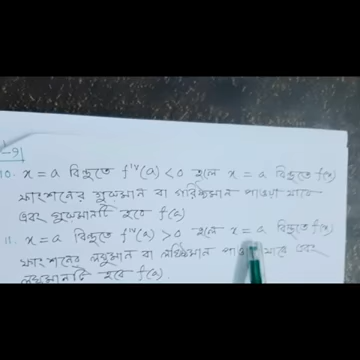 -9|
10. x = a বিন্দুতে f^iv(a) < 0 হলে x = a বিন্দুতে f(x)
ফাংশনের গুরুমান বা গরিষ্ঠমান পাওয়া যাবে
এবং গুরুমানটি হবে f(a)
11. x = a বিন্দুতে f^iv(a) > 0 হলে x = a বিন্দুতে f(x)
ফাংশনের লঘুমান বা লঘিষ্ঠমান পাওয়া যাবে এবং
লঘুমানটি হবে f(a).